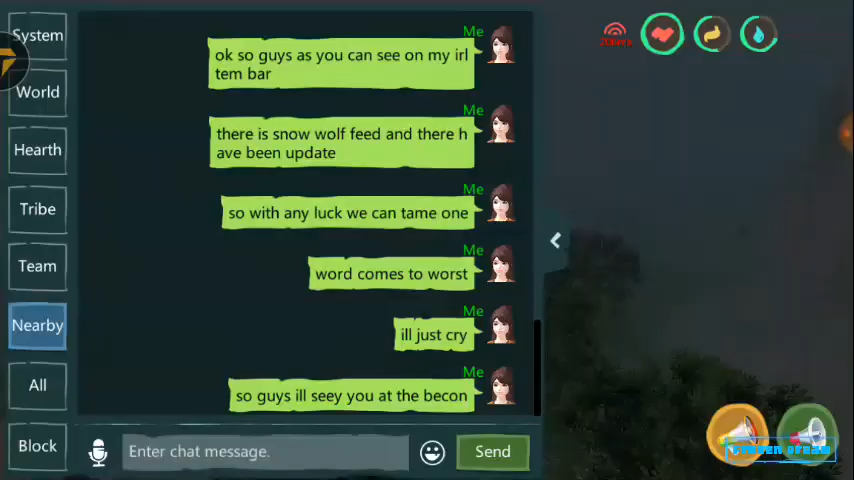 System
World
Hearth
Tribe
Team
Nearby
All
Block
Me
ok so guys as you can see on my irl
tem bar
Me
there is snow wolf feed and there h
ave been update
Me
so with any luck we can tame one
Me
word comes to worst
Me
ill just cry
Me
so guys ill seey you at the becon
Enter chat message.
Send